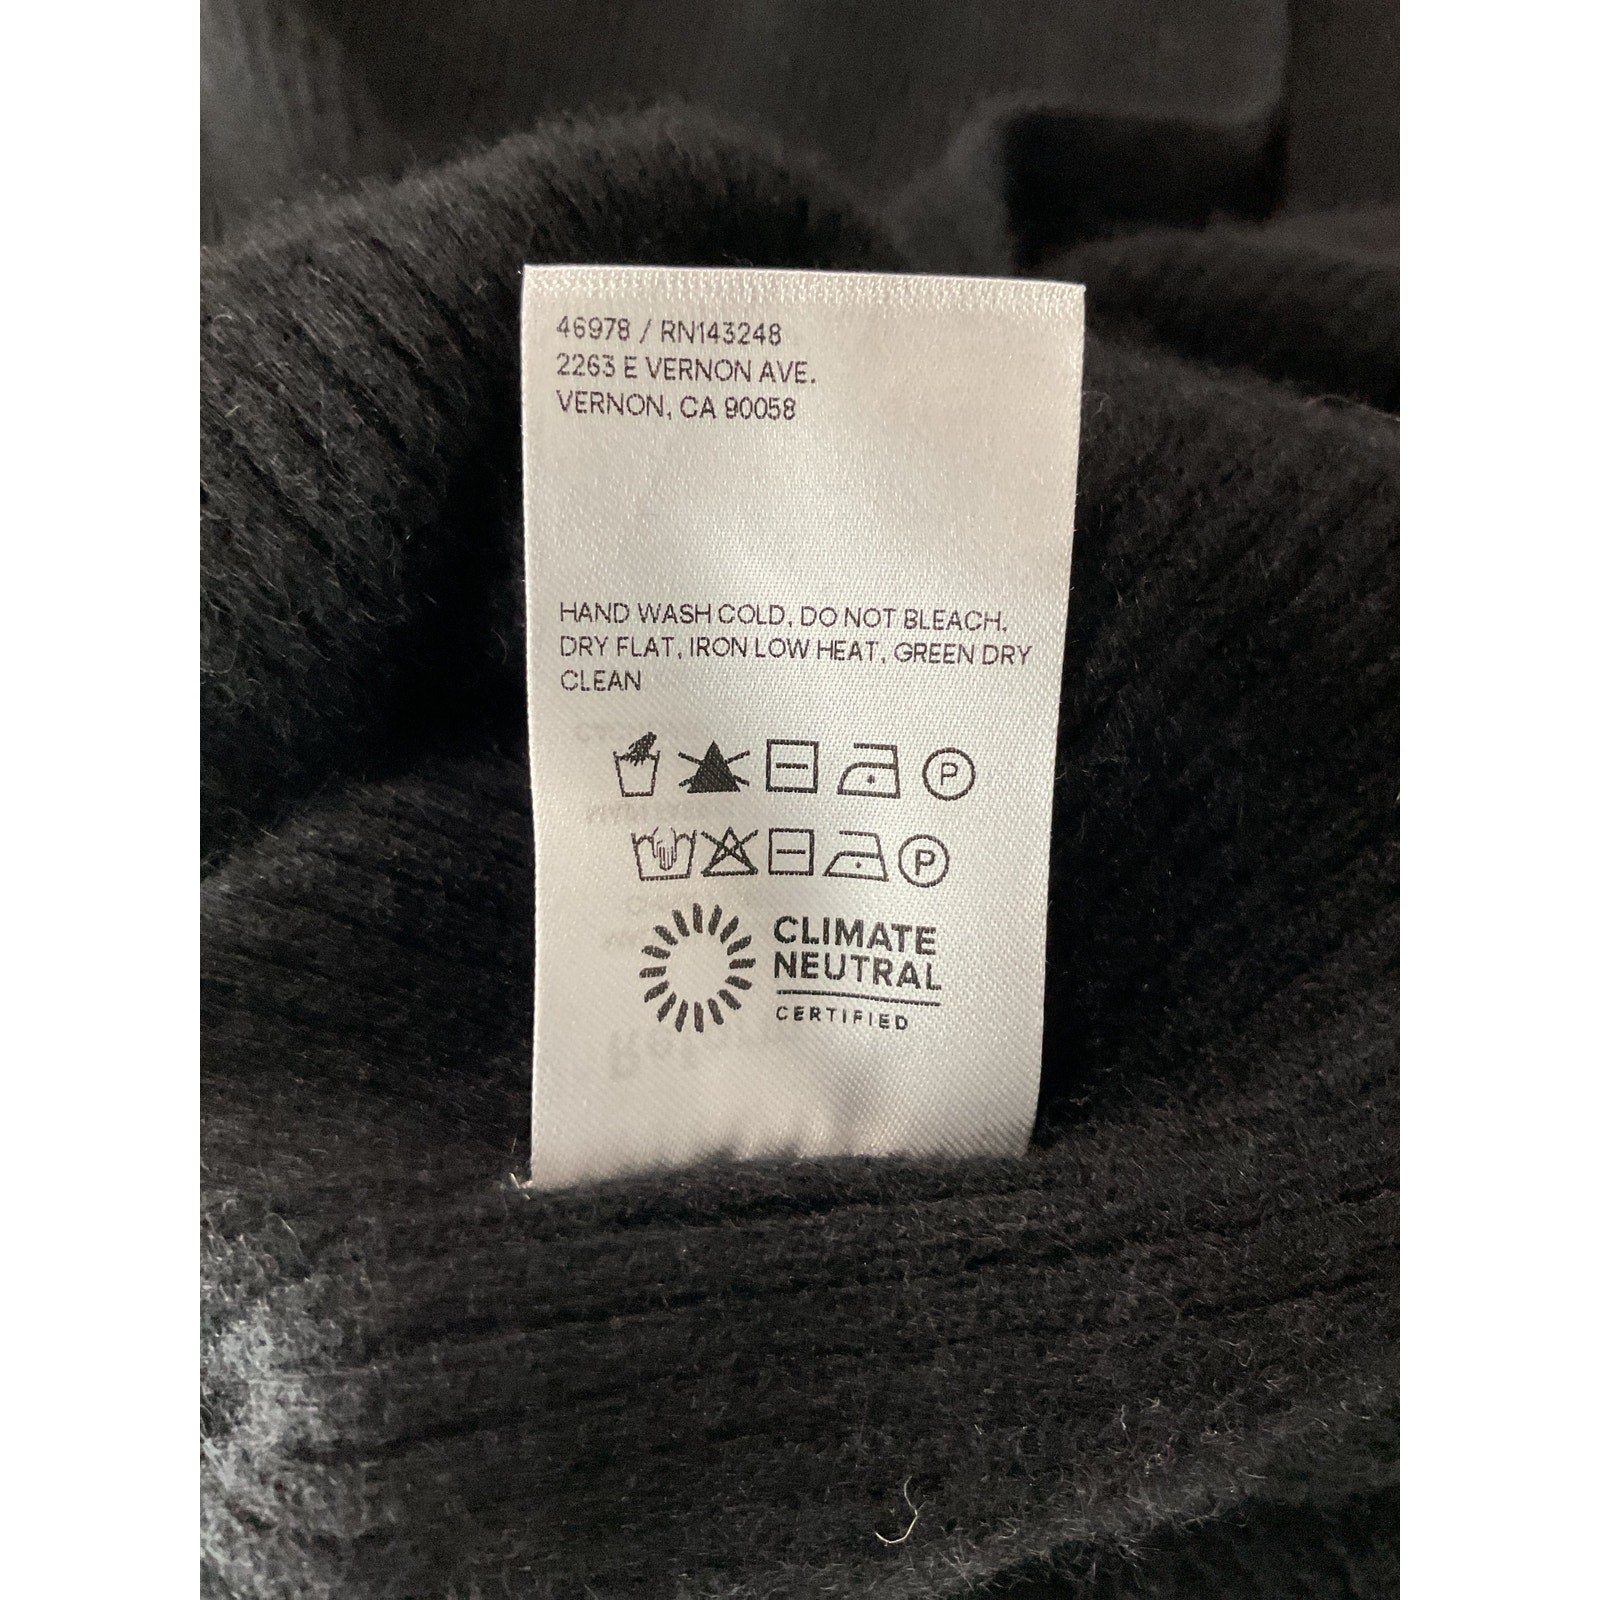 46978 / RN143248
2263 E VERNON AVE.
VERNON, CA 90058
HAND WASH COLD, DO NOT BLEACH,
DRY FLAT, IRON LOW HEAT, GREEN DRY
CLEAN
P
P
CLIMATE
NEUTRAL
CERTIFIED